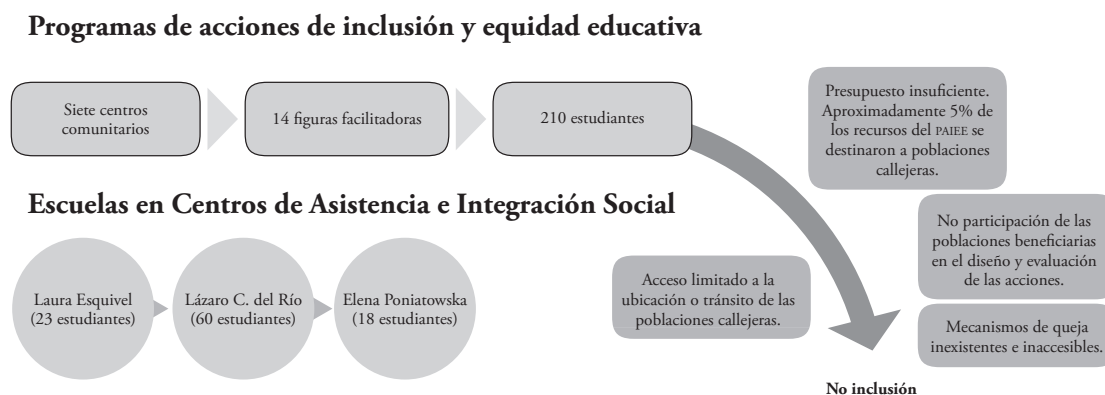 Programas de acciones de inclusión y equidad educativa
Siete centros
comunitarios
14 figuras facilitadoras
210 estudiantes
Presupuesto insuficiente.
Aproximadamente 5% de
los recursos del PAIEE se
destinaron a poblaciones
callejeras.
Escuelas en Centros de Asistencia e Integración Social
Laura Esquivel
(23 estudiantes)
Lázaro C. del Río
(60 estudiantes)
Elena Poniatowska
(18 estudiantes)
Acceso limitado a la
ubicación o tránsito de las
poblaciones callejeras.
No participación de las
poblaciones beneficiarias
en el diseño y evaluación
de las acciones.
Mecanismos de queja
inexistentes e inaccesibles.
No inclusión